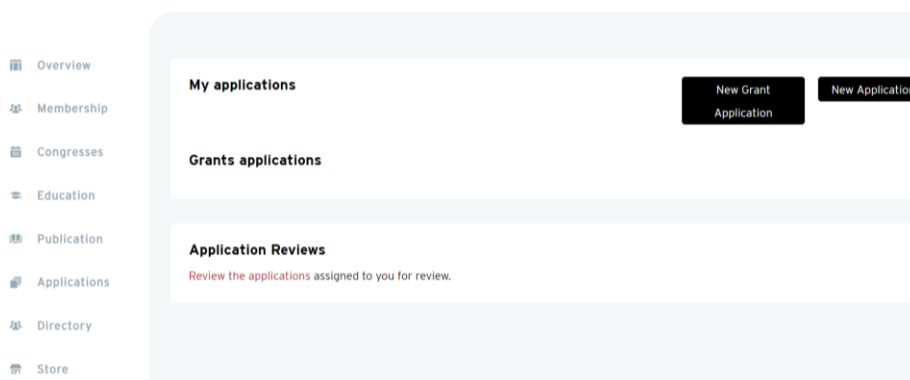 Overview
Membership
Congresses
Education
Publication
Applications
Directory
Store
My applications
New Grant
Application
New
Grants applications
Application Reviews
Review the applications assigned to you for review.